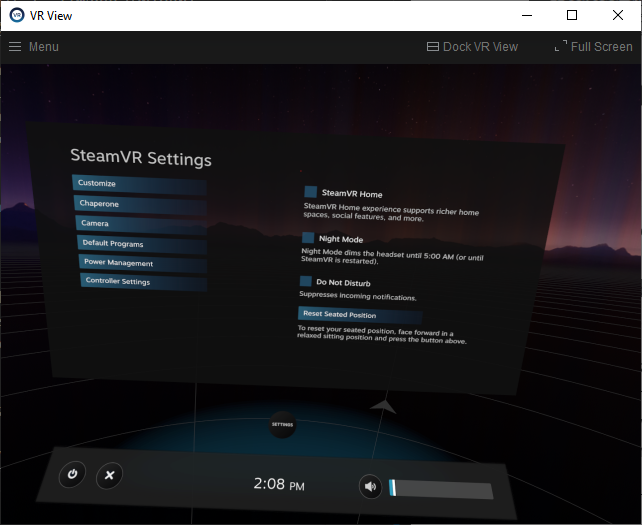 VR View
Menu
Dock VR View
Full Screen
SteamVR Settings
Customize
Chaperone
Camera
Default Programs
Power Management
Controller Settings
SteamVR Home
SteamVR Home experience supports richer home
spaces, social features, and more.
Night Mode
Night Mode dims the headset until 5:00 AM (or until
SteamVR is restarted).
Do Not Disturb
Suppresses incoming notifications.
Reset Seated Position
To reset your seated position, face forward in a
relaxed sitting position and press the button above.
SETTINGS
2:08 PM